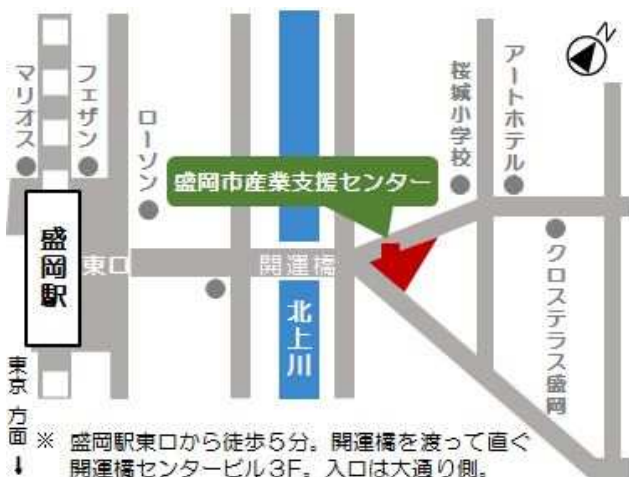 N
マリオス
フェザン
ローソン
桜城小学校
アートホテル
盛岡市産業支援センター
盛岡駅
東口
開運橋
北上川
クロステラス盛岡
東京方面
↓
※ 盛岡駅東口から徒歩5分。開運橋を渡って直ぐ
開運橋センタービル3F。入口は大通り側。